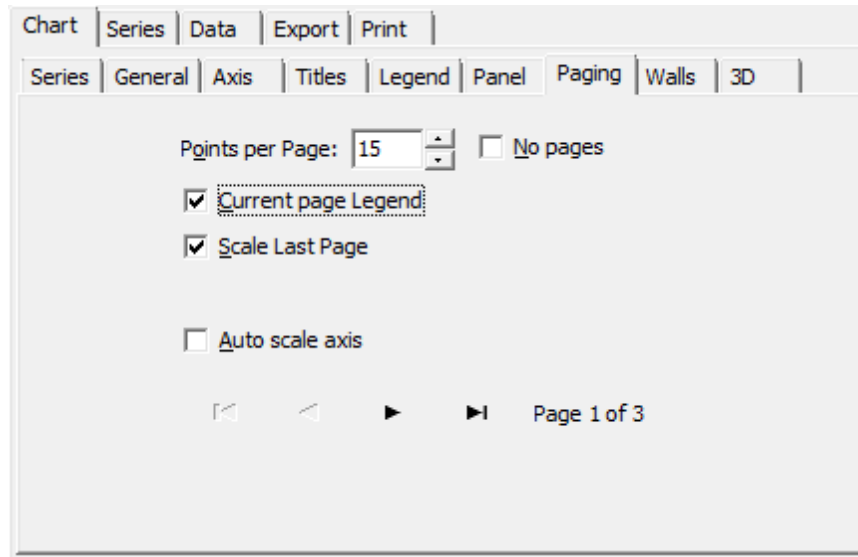 Chart Series Data Export Print
Series General Axis Titles Legend Panel Paging Walls 3D
Points per Page: 15 No pages
Current page Legend
Scale Last Page
Auto scale axis
Page 1 of 3